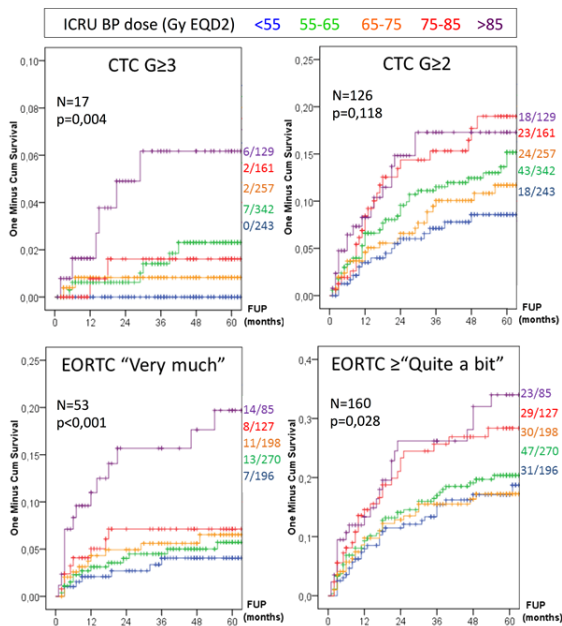 ICRU BP dose (Gy EQD2) <55 55-65 65-75 75-85 >85
CTC G≥3
N=17
p=0,004
One Minus Cum Survival
0,10
0,08
0,06
0,04
0,02
0,00
6/129
2/161
2/257
7/342
0/243
0 12 24 36 48 60
FUP
(months)
CTC G≥2
N=126
p=0,118
One Minus Cum Survival
0,25
0,20
0,15
0,10
0,05
0,00
18/129
23/161
24/257
43/342
18/243
0 12 24 36 48 60
FUP
(months)
EORTC “Very much”
N=53
p<0,001
One Minus Cum Survival
0,25
0,20
0,15
0,10
0,05
0,00
14/85
8/127
11/198
13/270
7/196
0 12 24 36 48 60
FUP
(months)
EORTC ≥“Quite a bit”
N=160
p=0,028
One Minus Cum Survival
0,4
0,3
0,2
0,1
0,0
23/85
29/127
30/198
47/270
31/196
0 12 24 36 48 60
FUP
(months)